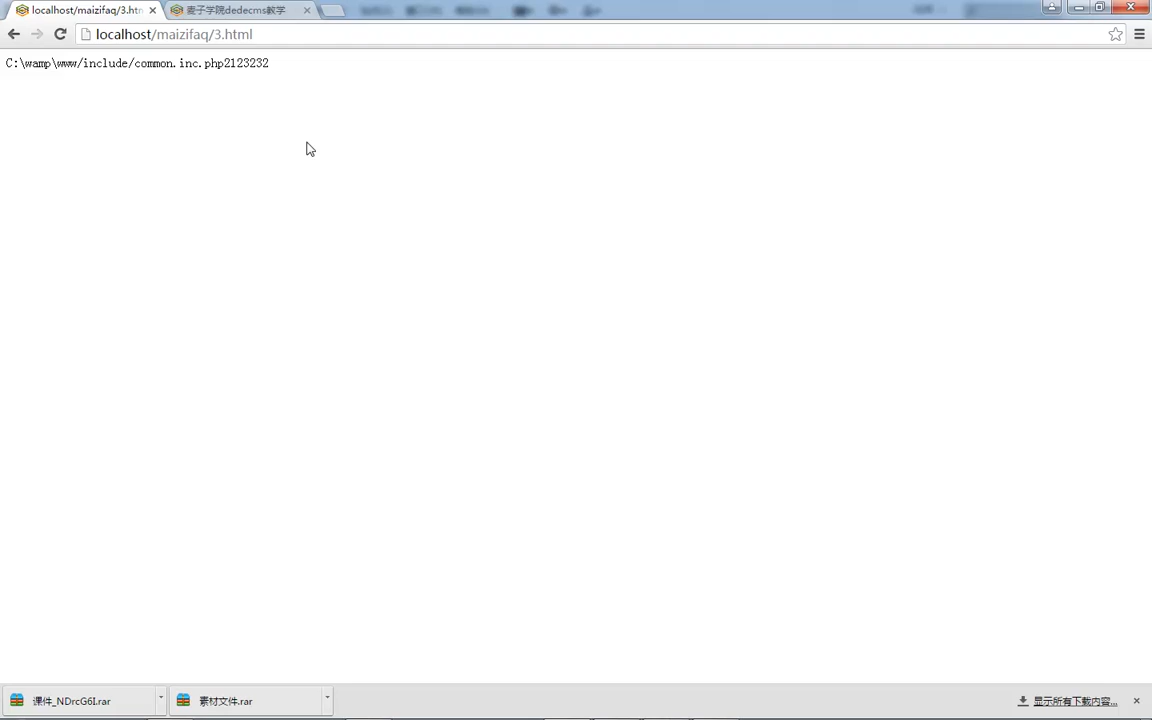 localhost/maizifaq/3.htm
麦子学院dedecms教学
localhost/maizifaq/3.html
C:\wamp\www/include/common.inc.php2123232
课件_NDrcG6I.rar
素材文件.rar
显示所有下载内容...